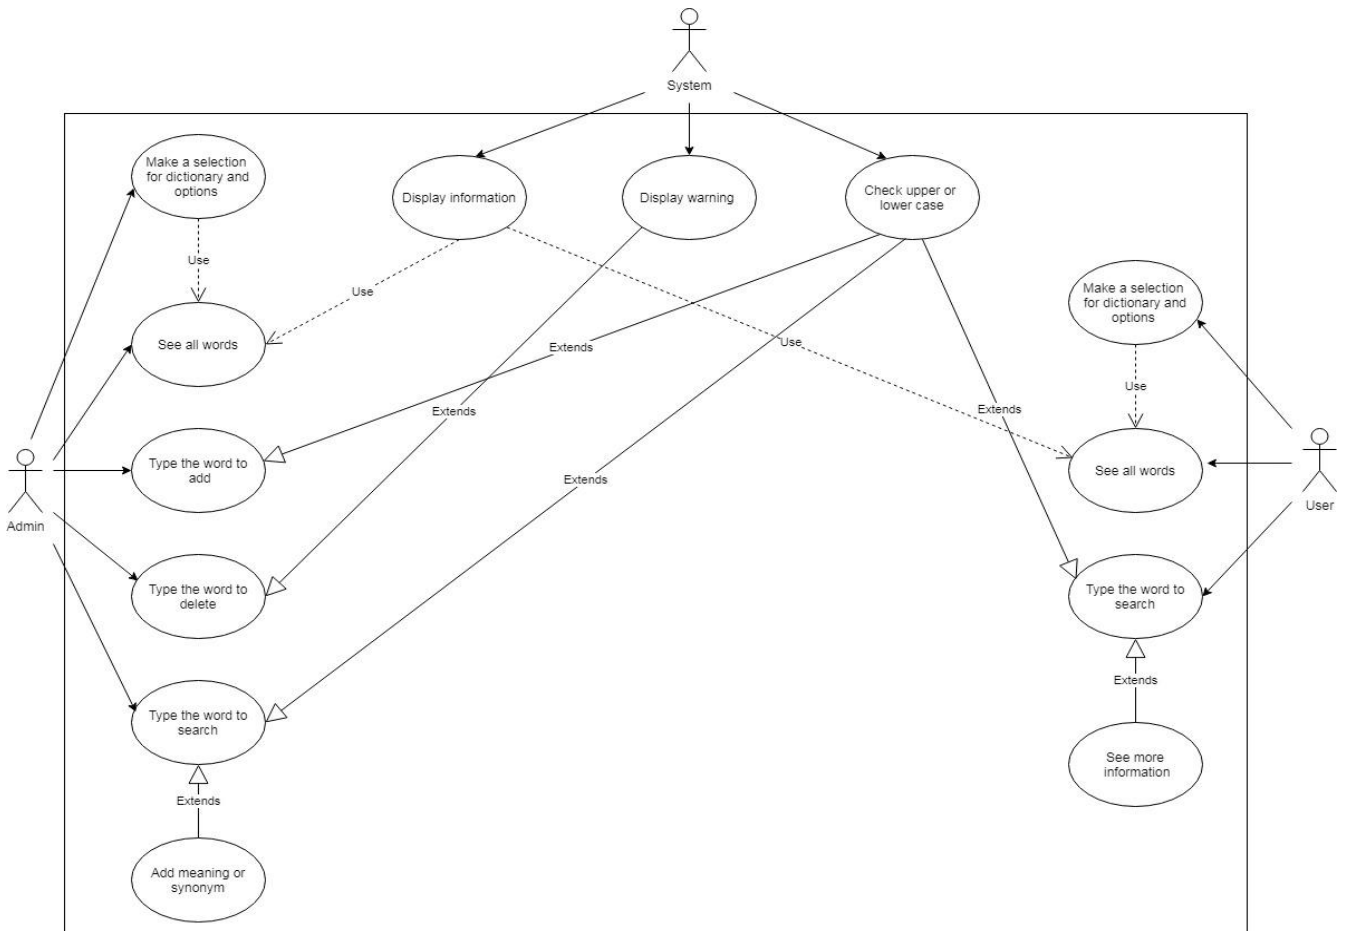 System
Make a selection
for dictionary and
options
Display information
Display warning
Check upper or
lower case
Use
Make a selection
for dictionary and
options
Use
See all words
Extends
Use
Use
Extends
Extends
Type the word to
add
Extends
See all words
Admin
User
Type the word to
delete
Type the word to
search
Type the word to
search
Extends
See more
information
Extends
Add meaning or
synonym